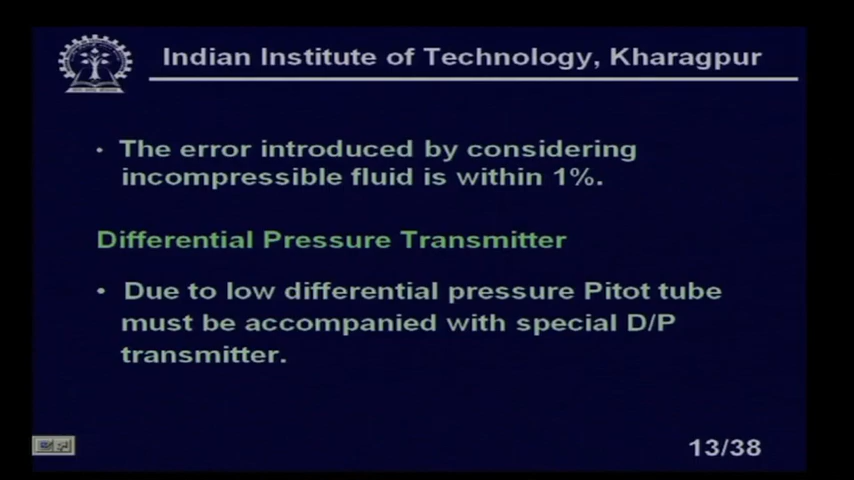 Indian Institute of Technology, Kharagpur
• The error introduced by considering
incompressible fluid is within 1%.
Differential Pressure Transmitter
• Due to low differential pressure Pitot tube
must be accompanied with special D/P
transmitter.
13/38